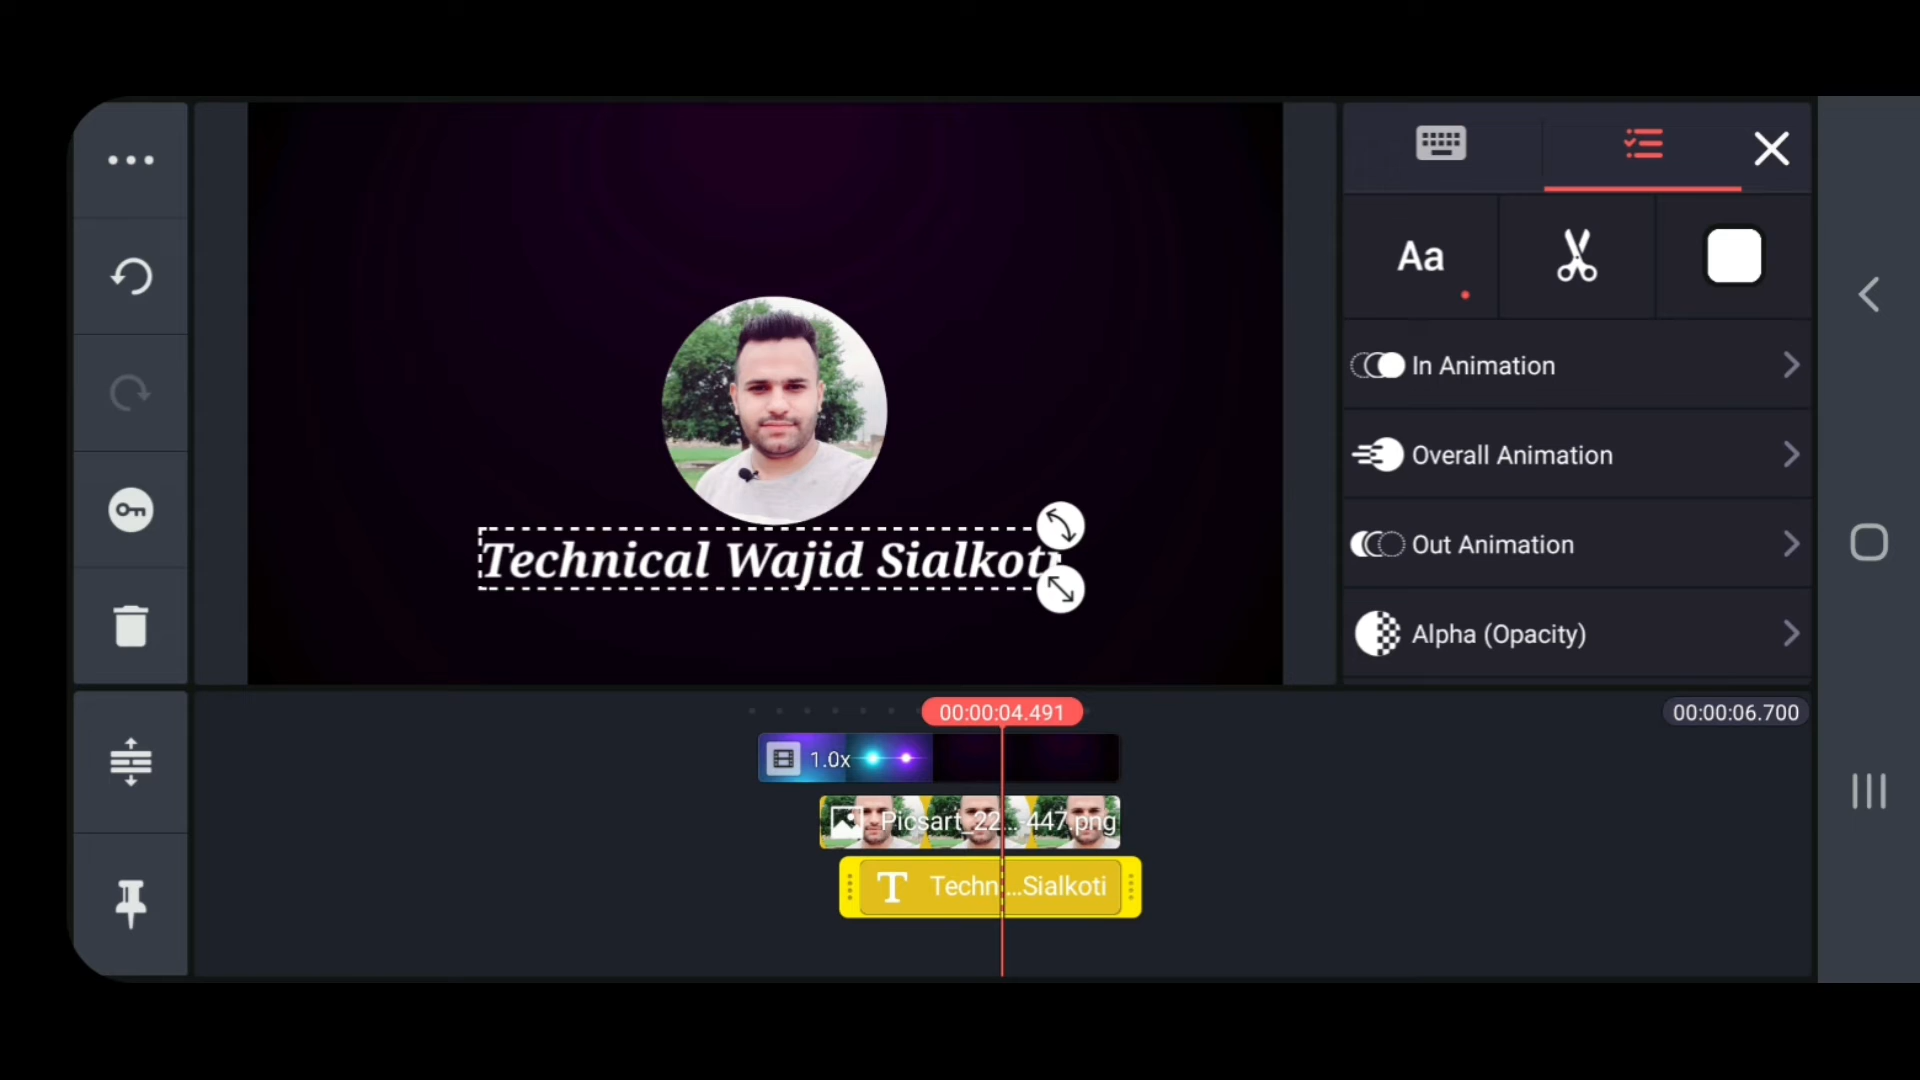 Aa
In Animation
Overall Animation
Out Animation
Alpha (Opacity)
Technical Wajid Sialkoti
00:00:04.491
00:00:06.700
1.0x
Picsart_22...-447.png
T Techn...Sialkoti